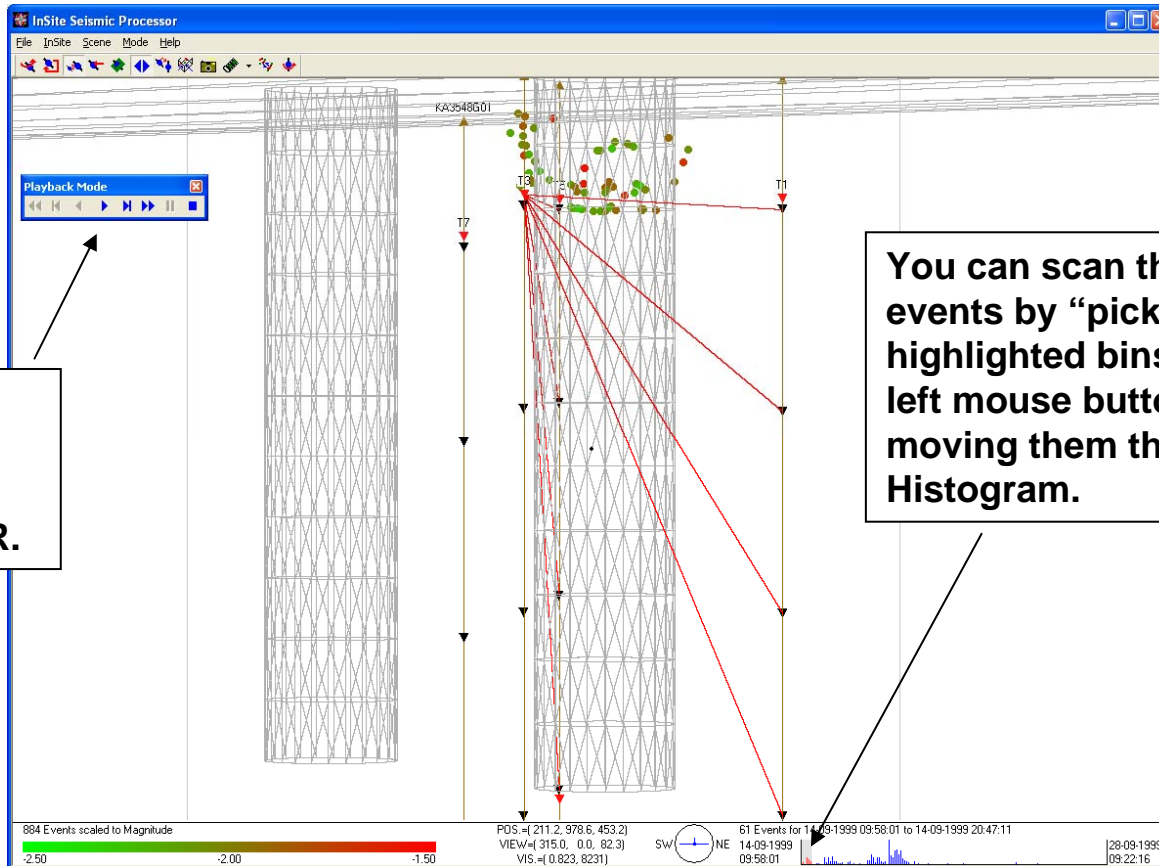 InSite Seismic Processor
File InSite Scene Mode Help
KA3548G01
Playback Mode
T3
T1
T7
You can scan th
events by “pick
highlighted bins
left mouse butt
moving them th
Histogram.
R.
884 Events scaled to Magnitude
-2.50 -2.00 -1.50
POS.=( 211.2, 978.6, 453.2)
VIEW=( 315.0, 0.0, 82.3)
VIS.=( 0.823, 8231)
SW NE
61 Events for 14-09-1999 09:58:01 to 14-09-1999 20:47:11
14-09-1999
09:58:01
28-09-1999
09:22:16